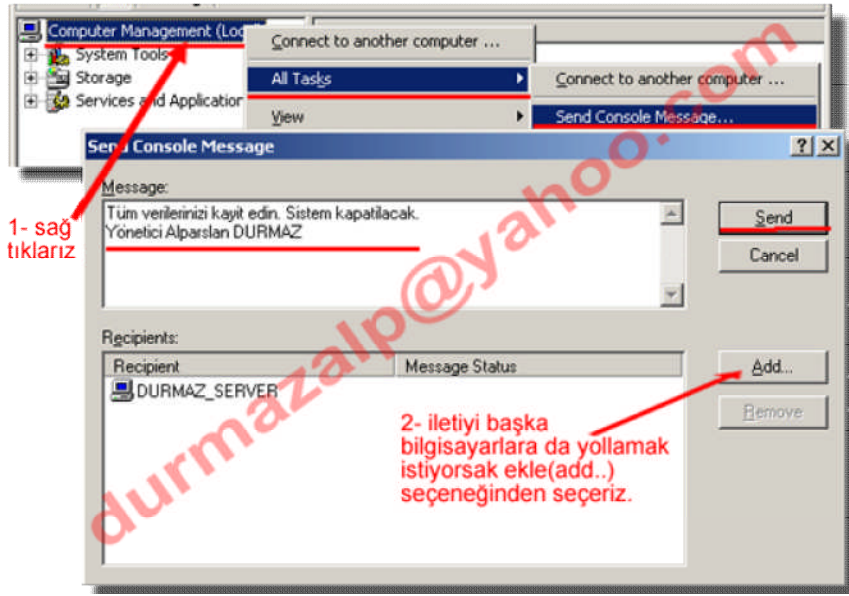 Computer Management (Loc
System Tools
Storage
Services and Application
Connect to another computer ...
All Tasks
View
Connect to another computer ...
Send Console Message...
Send Console Message
Message:
Tüm verilerinizi kayit edin. Sistem kapatilacak.
Yönetici Alparslan DURMAZ
Send
Cancel
1- sağ
tıklarız
Recipients:
Recipient Message Status
DURMAZ_SERVER
Add...
Remove
2- iletiyi başka
bilgisayarlara da yollamak
istiyorsak ekle(add..)
seçeneğinden seçeriz.
durmazalp@yahoo.com